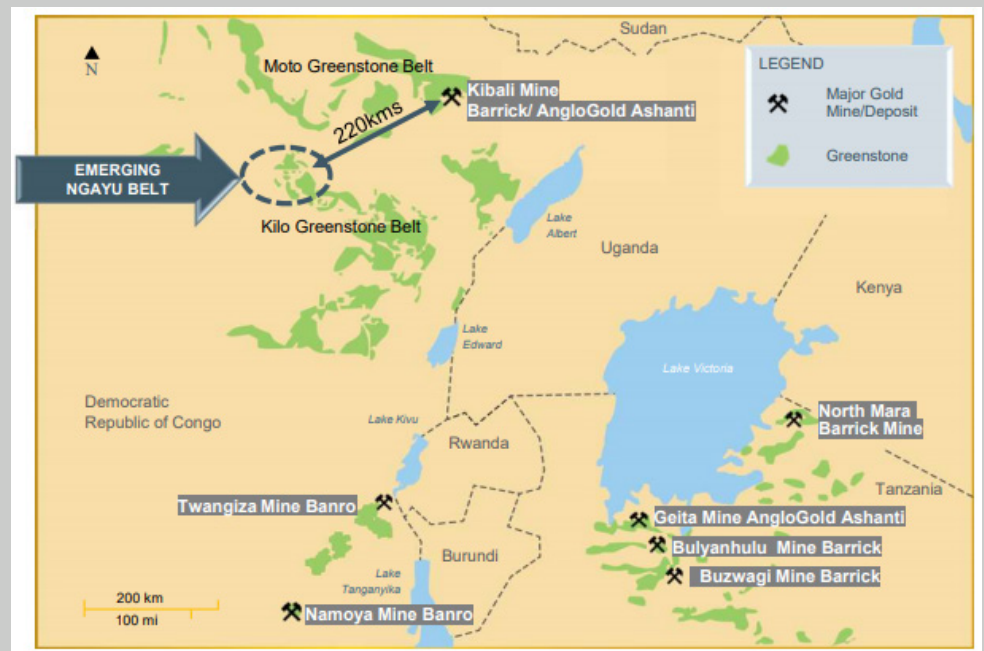 Sudan
N
Moto Greenstone Belt
Kibali Mine
Barrick/ AngloGold Ashanti
220kms
LEGEND
Major Gold
Mine/Deposit
Greenstone
EMERGING
NGAYU BELT
Kilo Greenstone Belt
Lake
Albert
Uganda
Kenya
Lake
Edward
Lake Victoria
Democratic
Republic of Congo
Lake Kivu
Rwanda
North Mara
Barrick Mine
Tanzania
Twangiza Mine Banro
Geita Mine AngloGold Ashanti
Bulyanhulu Mine Barrick
Burundi
Buzwagi Mine Barrick
Lake
Tanganyika
Namoya Mine Banro
200 km
100 mi